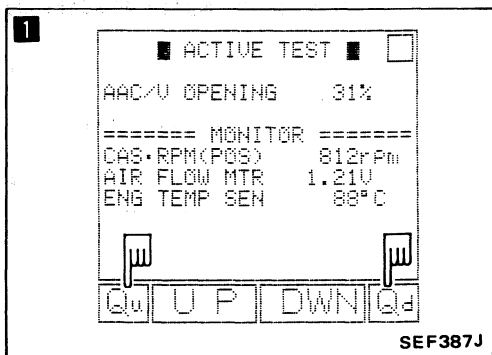 1
■ ACTIVE TEST ■
AAC/V OPENING 31%
======= MONITOR =======
CAS•RPM(POS) 812rpm
AIR FLOW MTR 1.21V
ENG TEMP SEN 88°C
Qu UP DWN Qd
SEF387J